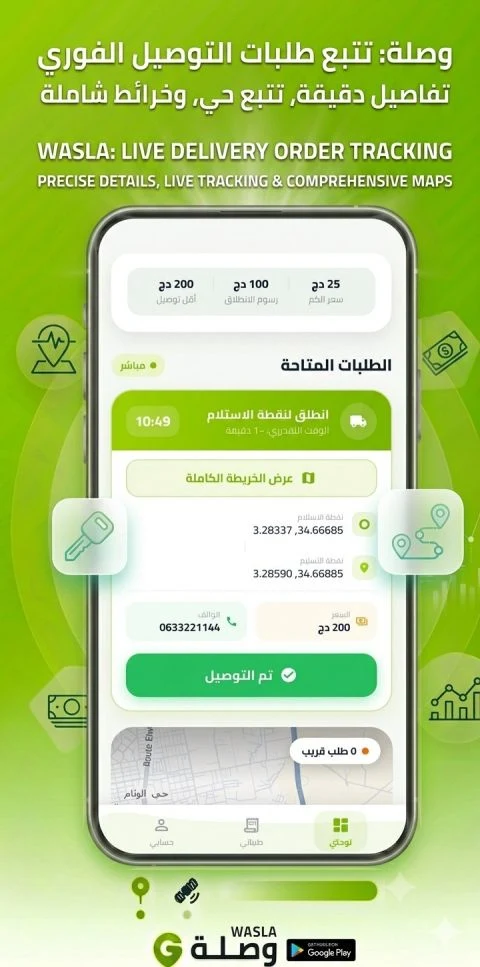 وصلة: تتبع طلبات التوصيل الفوري
تفاصيل دقيقة, تتبع حي, وخرائط شاملة
WASLA: LIVE DELIVERY ORDER TRACKING
PRECISE DETAILS, LIVE TRACKING & COMPREHENSIVE MAPS
25 دج
100 دج
200 دج
سعر الكم
رسوم الانطلاق
أقل توصيل
الطلبات المتاحة
مباشر
انطلق لنقطة الاستلام
10:49
الوقت التقديري: ~1 دقيقة
عرض الخريطة الكاملة
نقطة الاستلام
3.28337 ,34.66685
نقطة التسليم
3.28590 ,34.66885
السعر
200 دج
الهاتف
0633221144
تم التوصيل
0 طلب قريب
حي الوئام
لوحتي
طلباتي
حسابي
WASLA
وصلة
Google Play